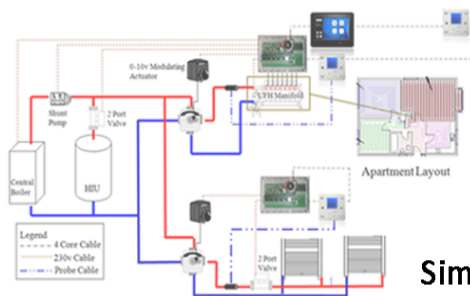 0-10v Modulating
Actuator
Shunt
Pump
2 Port
Valve
UFH Manifold
Central
Boiler
HIU
Apartment Layout
Legend
4 Core Cable
230v Cable
Probe Cable
2 Port
Valve
Sim